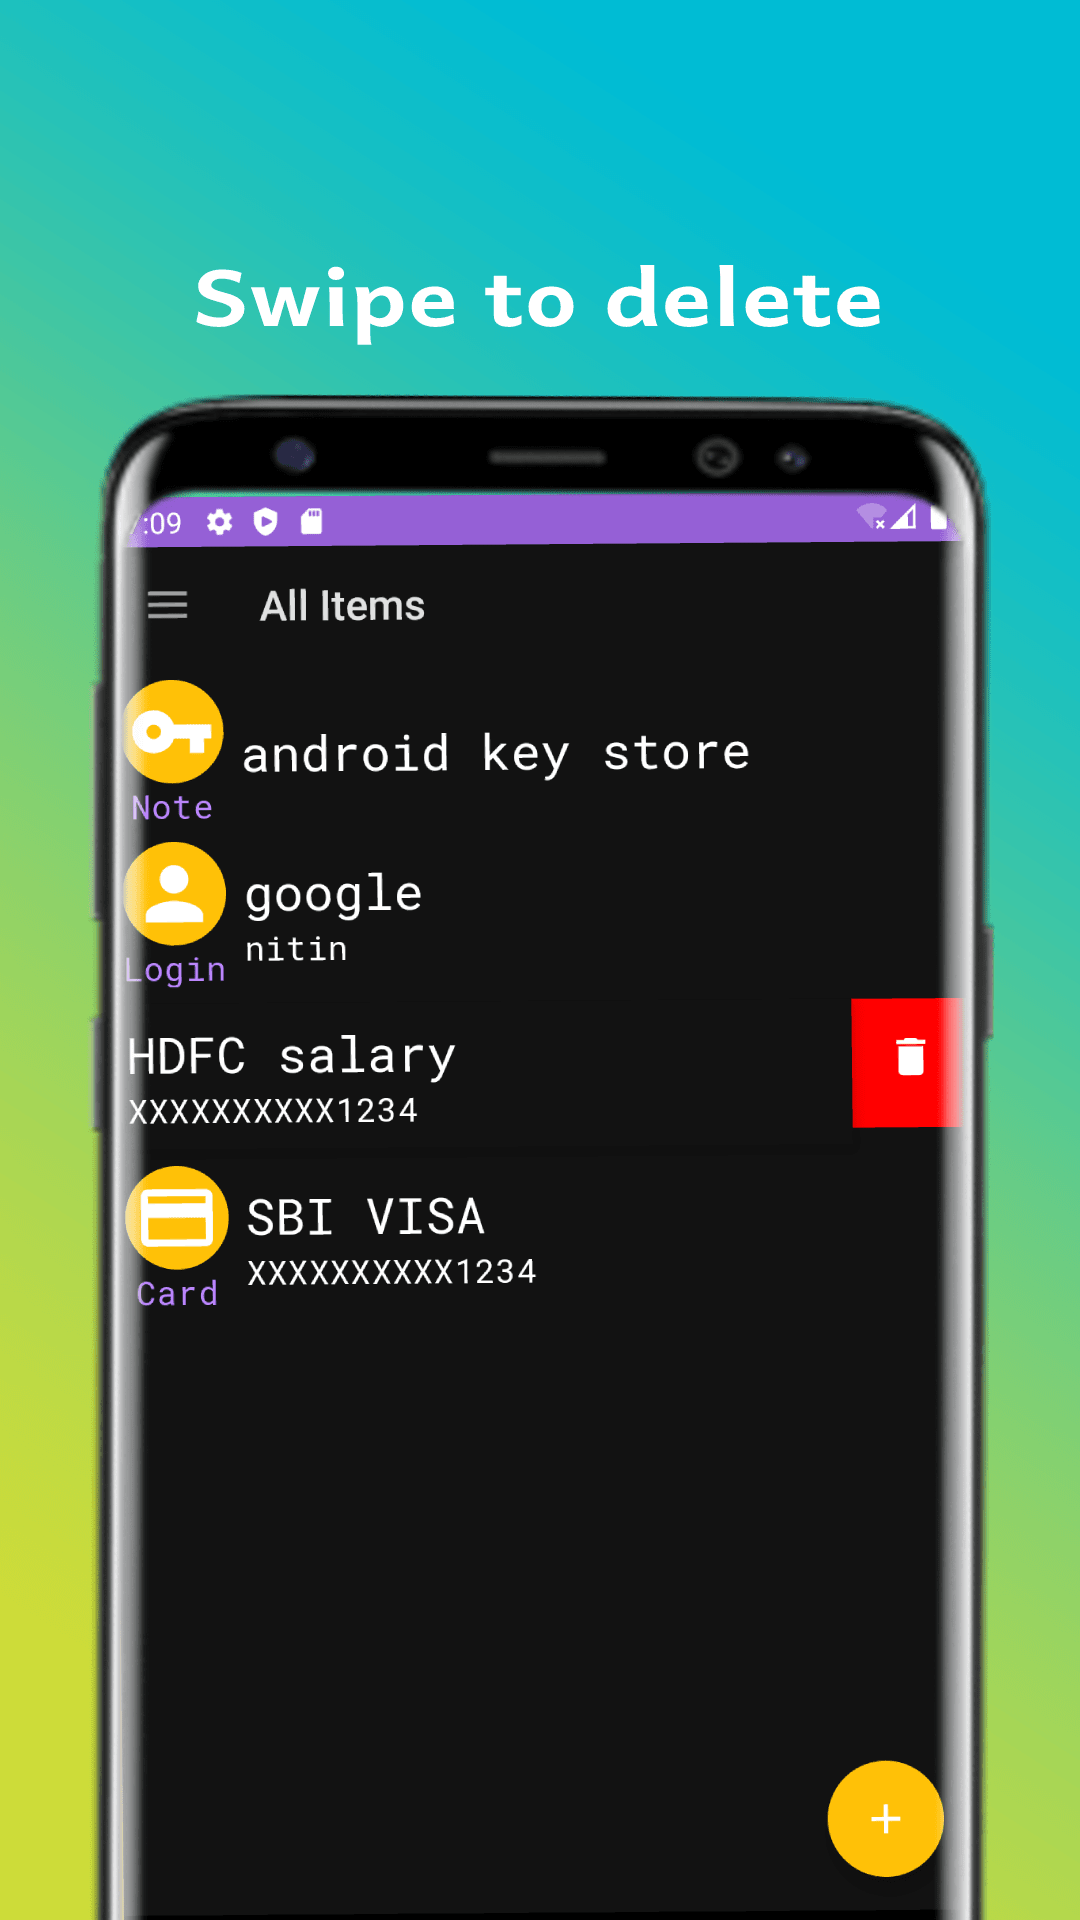 Swipe to delete
:09
All Items
android key store
Note
google
nitin
Login
HDFC salary
XXXXXXXXXX1234
SBI VISA
XXXXXXXXXX1234
Card